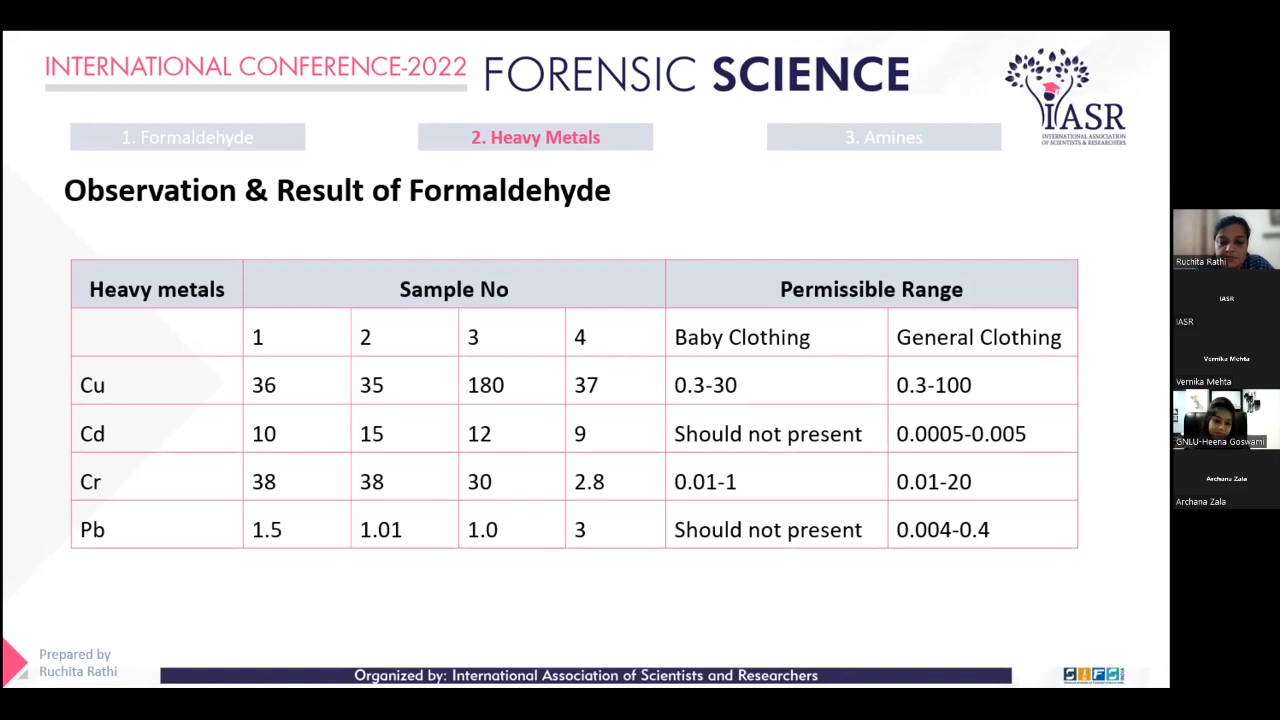 INTERNATIONAL CONFERENCE-2022 FORENSIC SCIENCE
IASR
INTERNATIONAL ASSOCIATION
OF SCIENTISTS & RESEARCHERS
1. Formaldehyde 2. Heavy Metals 3. Amines
Observation & Result of Formaldehyde
Heavy metals Sample No Permissible Range
1 2 3 4 Baby Clothing General Clothing
Cu 36 35 180 37 0.3-30 0.3-100
Cd 10 15 12 9 Should not present 0.0005-0.005
Cr 38 38 30 2.8 0.01-1 0.01-20
Pb 1.5 1.01 1.0 3 Should not present 0.004-0.4
Prepared by
Ruchita Rathi
Organized by: International Association of Scientists and Researchers
SIFS
Ruchita Rathi
IASR
IASR
Vernika Mehta
Vernika Mehta
GNLU-Heena Goswami
Archana Zala
Archana Zala